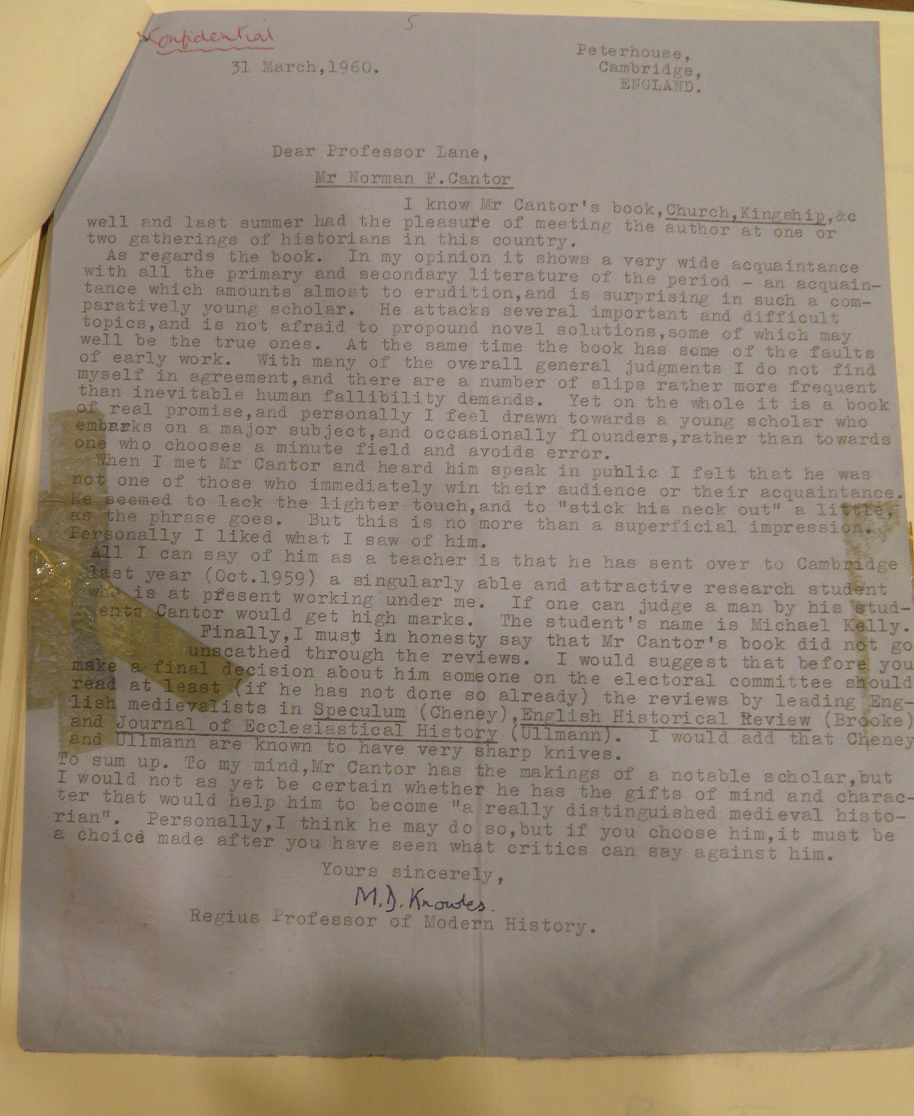 5
Confidential
31 March,1960.
Peterhouse,
Cambridge,
ENGLAND.
Dear Professor Lane,
Mr Norman F.Cantor
I know Mr Cantor's book,Church,Kingship,&c
well and last summer had the pleasure of meeting the author at one or
two gatherings of historians in this country.
As regards the book. In my opinion it shows a very wide acquaintance
with all the primary and secondary literature of the period - an acquain-
tance which amounts almost to erudition,and is surprising in such a com-
paratively young scholar. He attacks several important and difficult
topics,and is not afraid to propound novel solutions,some of which may
well be the true ones. At the same time the book has some of the faults
of early work. With many of the overall general judgments I do not find
myself in agreement,and there are a number of slips rather more frequent
than inevitable human fallibility demands. Yet on the whole it is a book
of real promise,and personally I feel drawn towards a young scholar who
embarks on a major subject,and occasionally flounders,rather than towards
one who chooses a minute field and avoids error.
When I met Mr Cantor and heard him speak in public I felt that he was
not one of those who immediately win their audience or their acquaintance.
He seemed to lack the lighter touch,and to "stick his neck out" a little,
as the phrase goes. But this is no more than a superficial impression.
Personally I liked what I saw of him.
All I can say of him as a teacher is that he has sent over to Cambridge
last year (Oct.1959) a singularly able and attractive research student
who is at present working under me. If one can judge a man by his stud-
ents Cantor would get high marks. The student's name is Michael Kelly.
Finally,I must in honesty say that Mr Cantor's book did not go
unscathed through the reviews. I would suggest that before you
make a final decision about him someone on the electoral committee should
read at least (if he has not done so already) the reviews by leading Eng-
lish medievalists in Speculum (Cheney),English Historical Review (Brooke)
and Journal of Ecclesiastical History (Ullmann). I would add that Cheney
and Ullmann are known to have very sharp knives.
To sum up. To my mind,Mr Cantor has the makings of a notable scholar,but
I would not as yet be certain whether he has the gifts of mind and charac-
ter that would help him to become "a really distinguished medieval histo-
rian". Personally,I think he may do so,but if you choose him,it must be
a choice made after you have seen what critics can say against him.
Yours sincerely,
M.D. Knowles.
Regius Professor of Modern History.